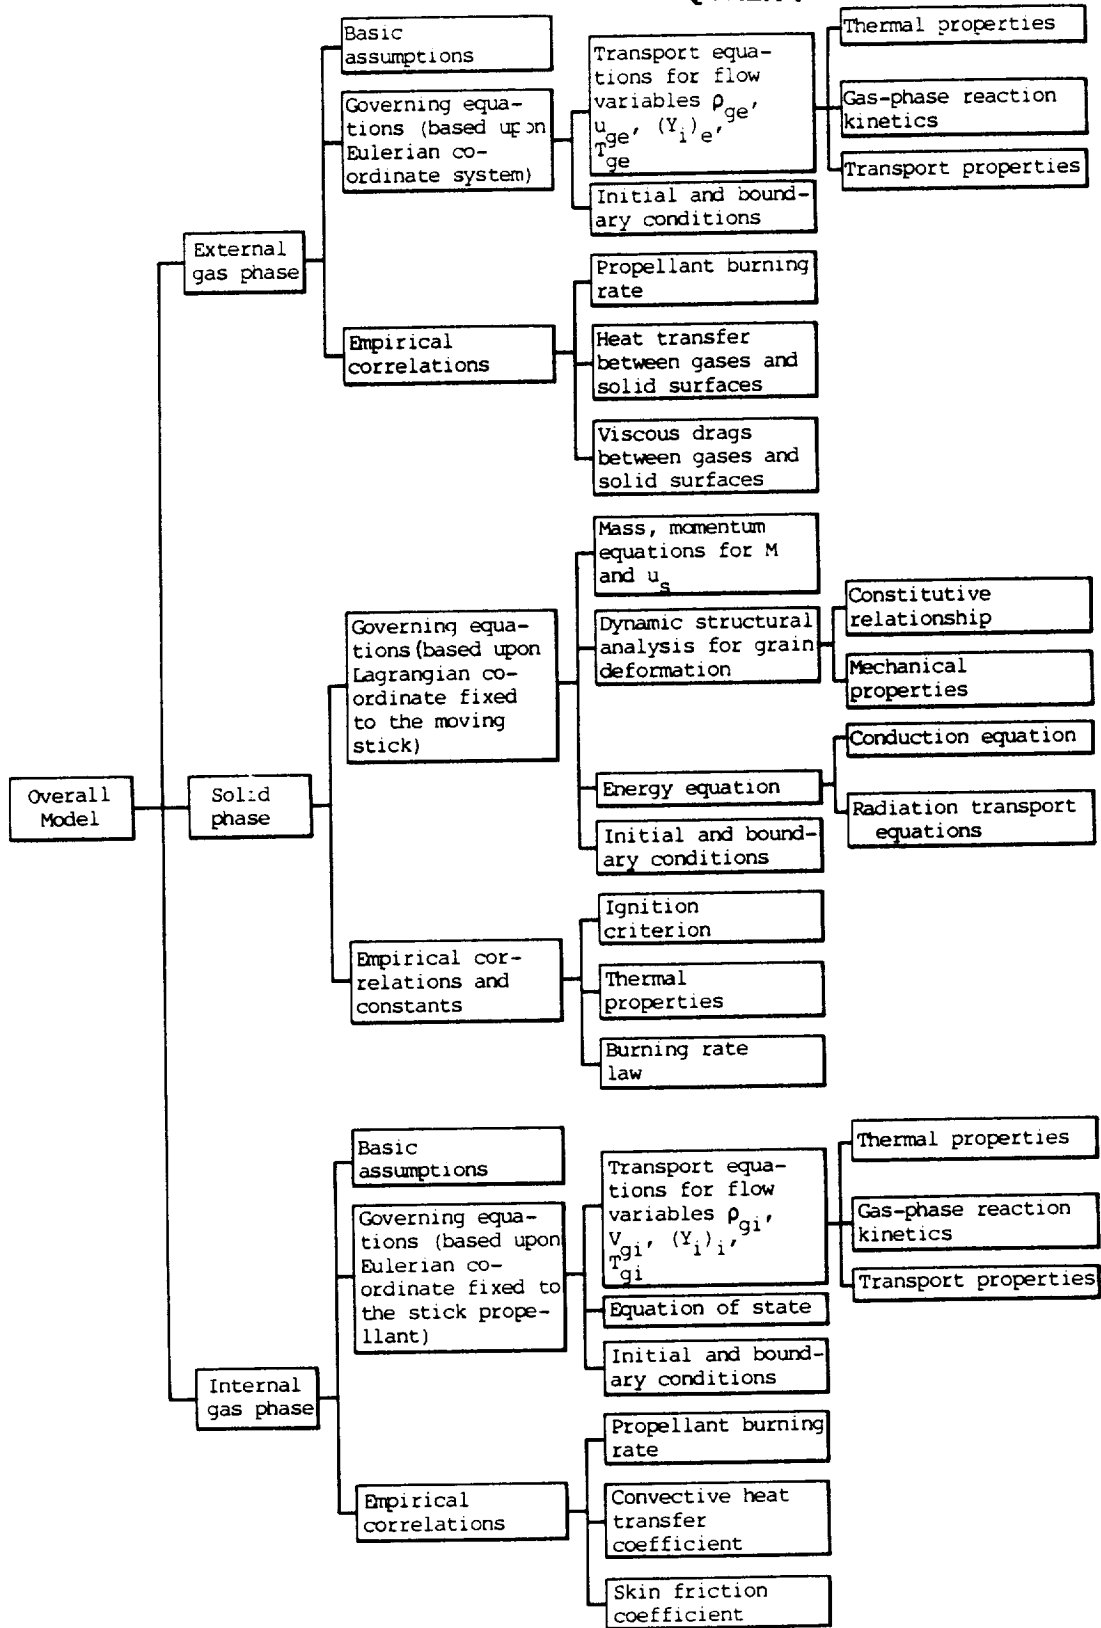 Basic
assumptions
Governing equa-
tions (based upon
Eulerian co-
ordinate system)
Transport equa-
tions for flow
variables ρge,
uge, (Yi)e,
Tge
Thermal properties
Gas-phase reaction
kinetics
Transport properties
Initial and bound-
ary conditions
External
gas phase
Empirical
correlations
Propellant burning
rate
Heat transfer
between gases and
solid surfaces
Viscous drags
between gases and
solid surfaces
Overall
Model
Solid
phase
Governing equa-
tions(based upon
Lagrangian co-
ordinate fixed
to the moving
stick)
Mass, momentum
equations for M
and us
Dynamic structural
analysis for grain
deformation
Constitutive
relationship
Mechanical
properties
Energy equation
Conduction equation
Radiation transport
equations
Initial and bound-
ary conditions
Empirical cor-
relations and
constants
Ignition
criterion
Thermal
properties
Burning rate
law
Internal
gas phase
Basic
assumptions
Governing equa-
tions (based upon
Eulerian co-
ordinate fixed to
the stick prope-
llant)
Transport equa-
tions for flow
variables ρgi,
Vgi, (Yi)i,
Tgi
Thermal properties
Gas-phase reaction
kinetics
Transport properties
Equation of state
Initial and bound-
ary conditions
Empirical
correlations
Propellant burning
rate
Convective heat
transfer
coefficient
Skin friction
coefficient